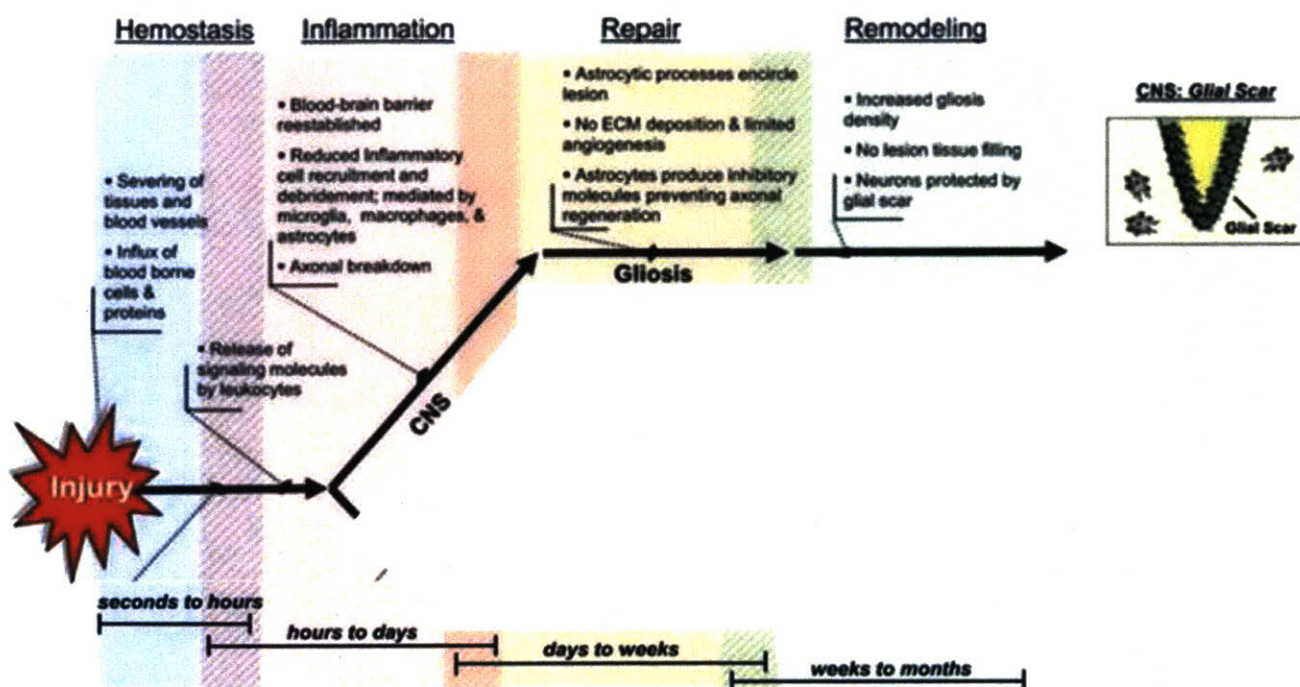 Hemostasis
Inflammation
Repair
Remodeling
▪ Severing of
tissues and
blood vessels
▪ Influx of
blood borne
cells &
proteins
▪ Release of
signaling molecules
by leukocytes
▪ Blood-brain barrier
reestablished
▪ Reduced Inflammatory
cell recruitment and
debridement; mediated by
microglia, macrophages, &
astrocytes
▪ Axonal breakdown
▪ Astrocytic processes encircle
lesion
▪ No ECM deposition & limited
angiogenesis
▪ Astrocytes produce inhibitory
molecules preventing axonal
regeneration
▪ Increased gliosis
density
▪ No lesion tissue filling
▪ Neurons protected by
glial scar
CNS: Glial Scar
Glial Scar
Gliosis
CNS
Injury
seconds to hours
hours to days
days to weeks
weeks to months